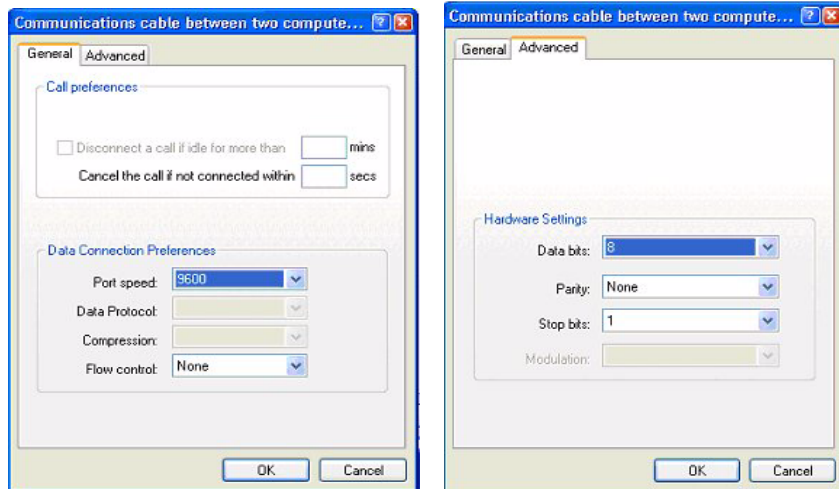 Communications cable between two compute...
General
Advanced
Call preferences
Disconnect a call if idle for more than
mins
Cancel the call if not connected within
secs
Data Connection Preferences
Port speed:
9600
Data Protocol:
Compression:
Flow control:
None
OK
Cancel
Communications cable between two compute...
General
Advanced
Hardware Settings
Data bits:
8
Parity:
None
Stop bits:
1
Modulation:
OK
Cancel